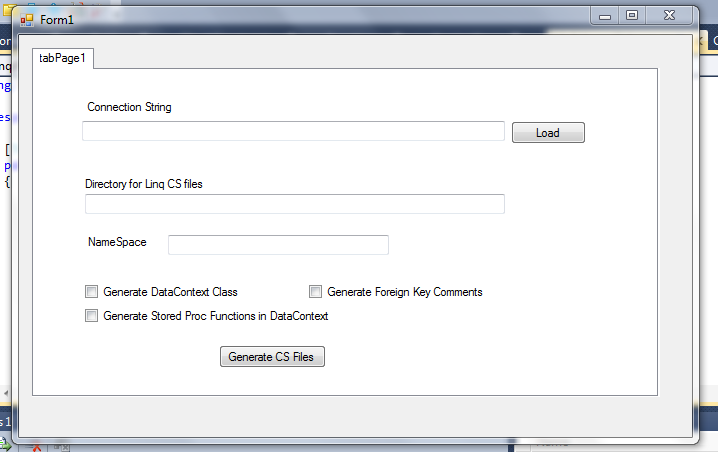 Form1
tabPage1
Connection String
Load
Directory for Linq CS files
NameSpace
Generate DataContext Class
Generate Foreign Key Comments
Generate Stored Proc Functions in DataContext
Generate CS Files